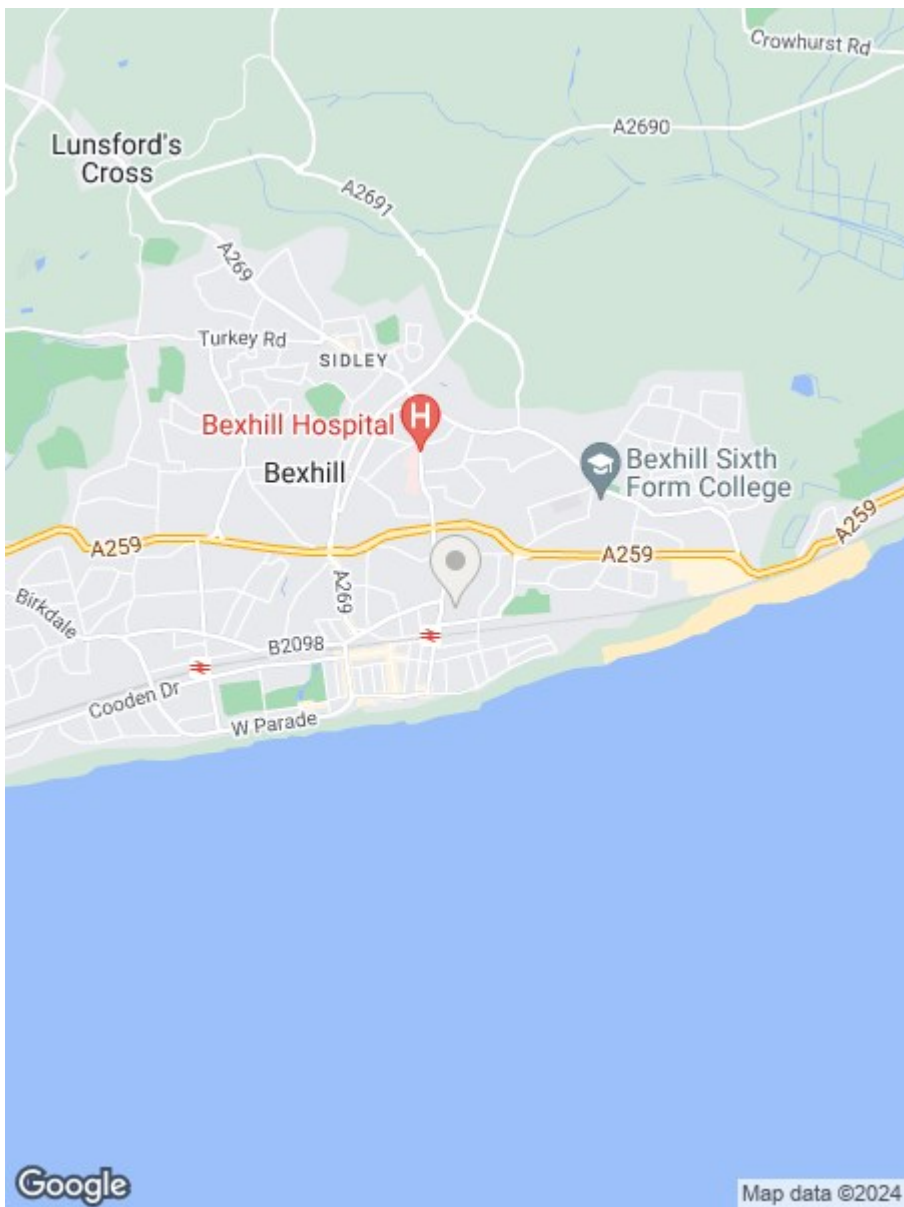 Crowhurst Rd
A2690
Lunsford's
Cross
A2691
A269
Turkey Rd
SIDLEY
Bexhill Hospital
H
Bexhill
Bexhill Sixth
Form College
A259
A259
A259
A269
Birkdale
B2098
Cooden Dr
W Parade
Google
Map data ©2024